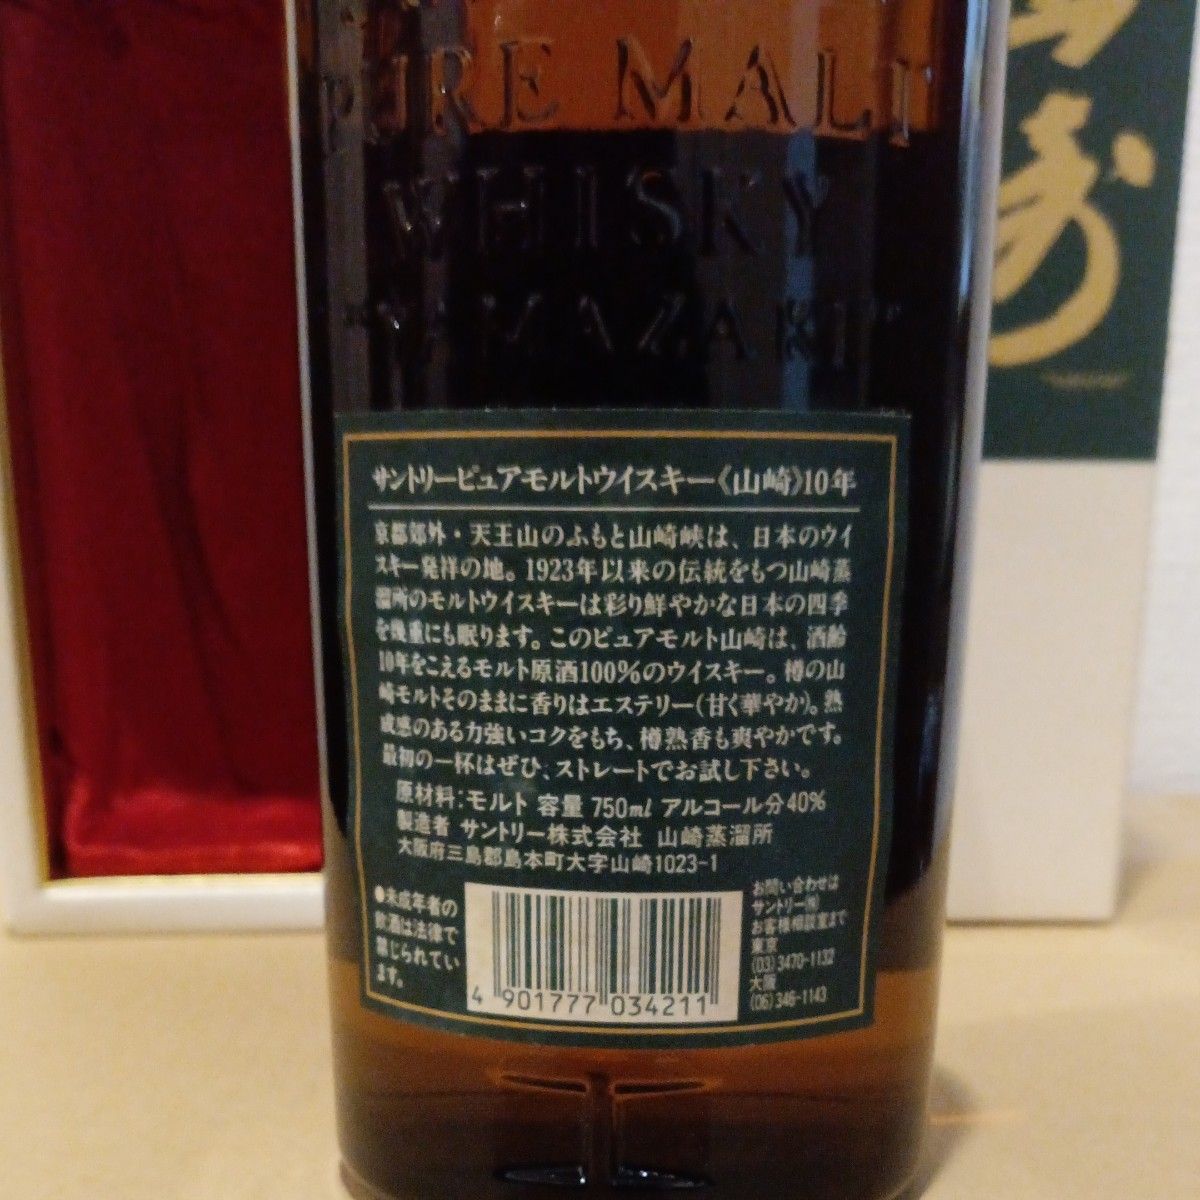 PURE MALT
WHISKY
"YAMAZAKI"
サントリーピュアモルトウイスキー《山崎》10年
京都郊外・天王山のふもと山崎峡は、日本のウイ
スキー発祥の地。1923年以来の伝統をもつ山崎蒸
溜所のモルトウイスキーは彩り鮮やかな日本の四季
を幾重にも眠ります。このピュアモルト山崎は、酒齢
10年をこえるモルト原酒100%のウイスキー。樽の山
崎モルトそのままに香りはエステリー(甘く華やか)。熟
成感のある力強いコクをもち、樽熟香も爽やかです。
最初の一杯はぜひ、ストレートでお試し下さい。
原材料:モルト 容量 750ml アルコール分40%
製造者 サントリー株式会社 山崎蒸溜所
大阪府三島郡島本町大字山崎1023-1
●未成年者の
飲酒は法律で
禁じられてい
ます。
4 901777 034211
お問い合わせは
サントリー㈱
お客様相談室まで
東京
(03)3470-1132
大阪
(06)346-1143
山
崎